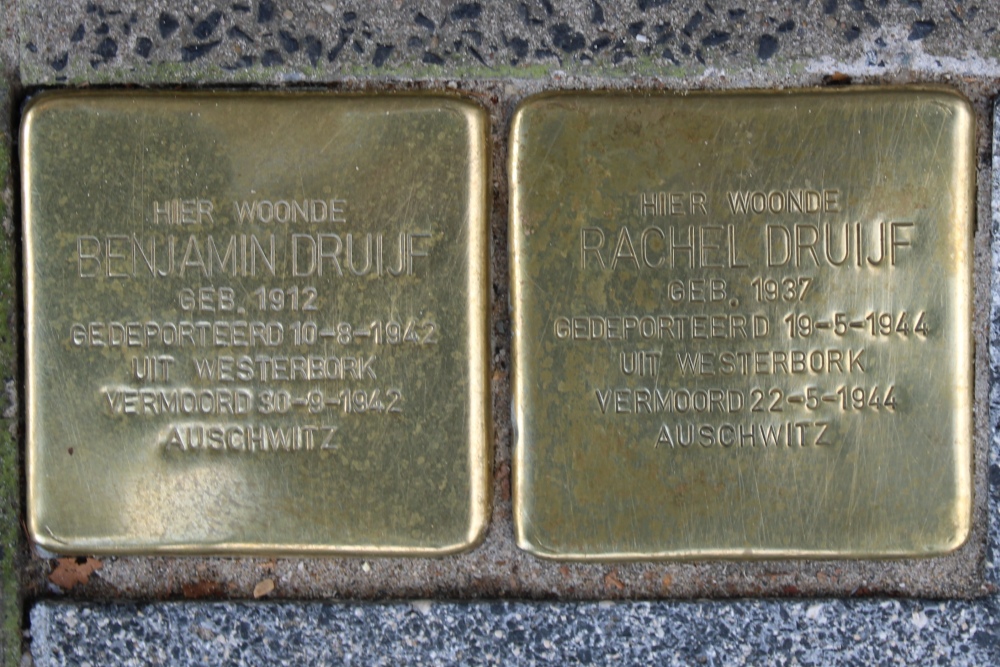 HIER WOONDE
BENJAMIN DRUIJF
GEB. 1912
GEDEPORTEERD 10-8-1942
UIT WESTERBORK
VERMOORD 30-9-1942
AUSCHWITZ
HIER WOONDE
RACHEL DRUIJF
GEB. 1937
GEDEPORTEERD 19-5-1944
UIT WESTERBORK
VERMOORD 22-5-1944
AUSCHWITZ